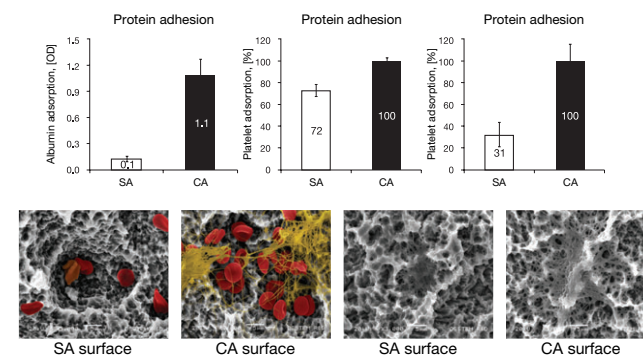 Protein adhesion
Protein adhesion
Protein adhesion
Albumin adsorption, [OD]
1.5
1.2
0.9
0.6
0.3
0.0
0.1
1.1
SA
CA
Platelet adsorption, [%]
120
100
80
60
40
20
0
72
100
SA
CA
Platelet adsorption, [%]
120
100
80
60
40
20
0
31
100
SA
CA
SA surface
CA surface
SA surface
CA surface